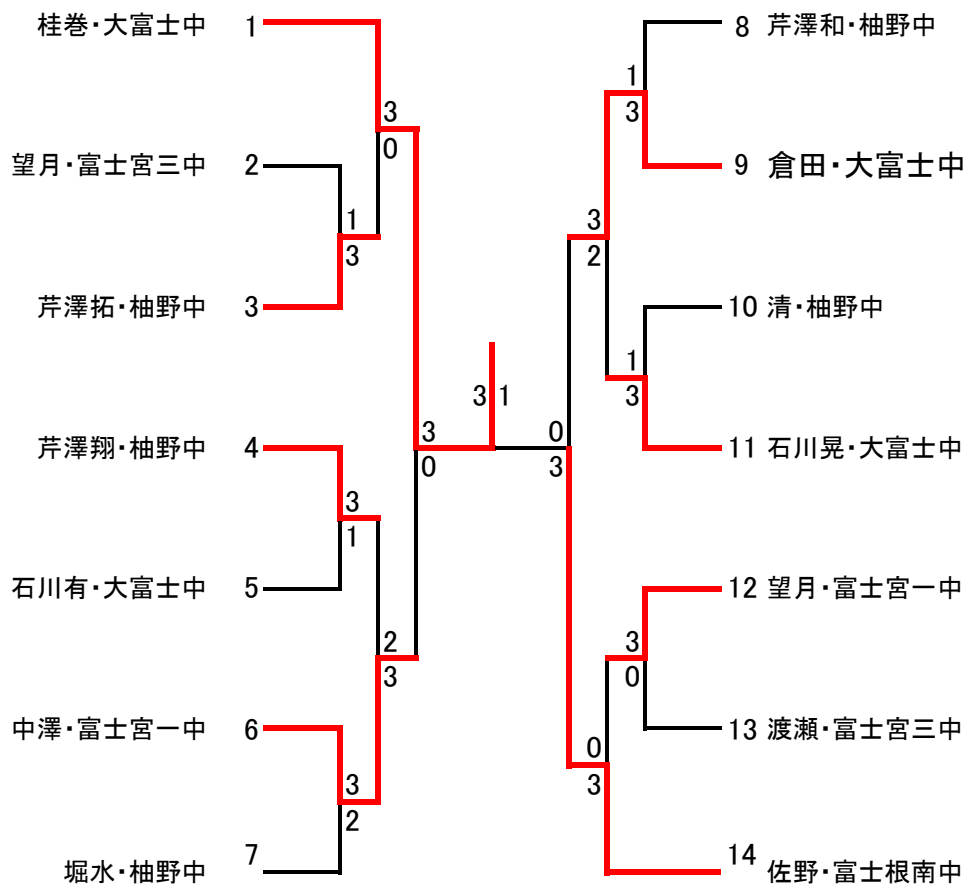 桂巻・大富士中 1
3
0
望月・富士宮三中 2
1
3
芹澤拓・柚野中 3
芹澤翔・柚野中 4
3
1
石川有・大富士中 5
2
3
中澤・富士宮一中 6
3
2
堀水・柚野中 7
3
0
3 1
0
3
8 芹澤和・柚野中
1
3
9 倉田・大富士中
3
2
10 清・柚野中
1
3
11 石川晃・大富士中
12 望月・富士宮一中
3
0
13 渡瀬・富士宮三中
0
3
14 佐野・富士根南中